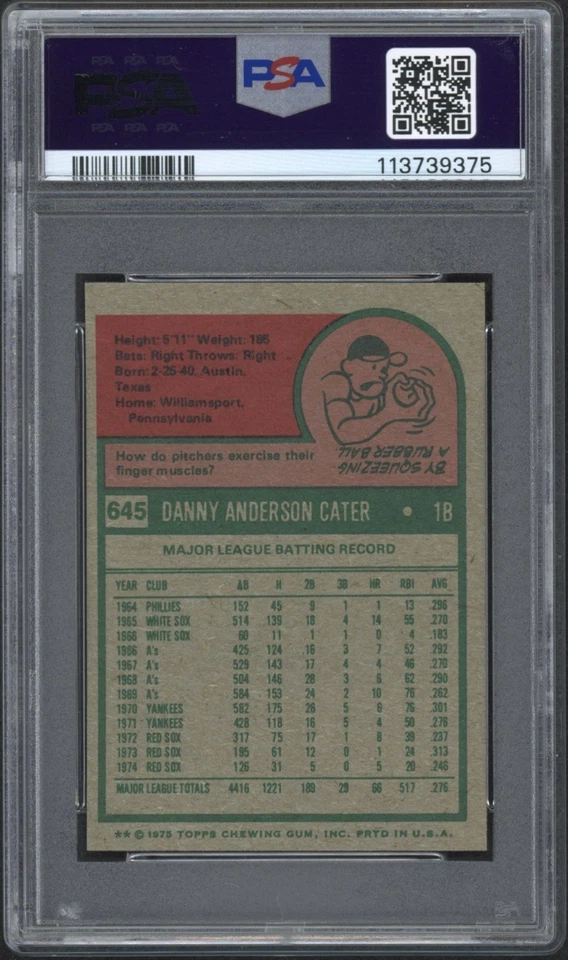 PSA PSA PSA
PSA
PSA PSA PSA
PSA
113739375
Height: 5'11" Weight: 185
Bats: Right Throws: Right
Born: 2-25-40, Austin,
Texas
Home: Williamsport,
Pennsylvania
How do pitchers exercise their
finger muscles?
BY SQUEEZING
A RUBBER BALL.
645 DANNY ANDERSON CATER • 1B
MAJOR LEAGUE BATTING RECORD
YEAR CLUB AB H 2B 3B HR RBI AVG
1964 PHILLIES 152 45 9 1 1 13 .296
1965 WHITE SOX 514 139 18 4 14 55 .270
1966 WHITE SOX 60 11 1 1 0 4 .183
1966 A's 425 124 16 3 7 52 .292
1967 A's 529 143 17 4 4 46 .270
1968 A's 504 146 28 3 6 62 .290
1969 A's 584 153 24 2 10 76 .262
1970 YANKEES 582 175 26 5 6 76 .301
1971 YANKEES 428 118 16 5 4 50 .276
1972 RED SOX 317 75 17 1 8 39 .237
1973 RED SOX 195 61 12 0 1 24 .313
1974 RED SOX 126 31 5 0 5 20 .246
MAJOR LEAGUE TOTALS 4416 1221 189 29 66 517 .276
** © 1975 TOPPS CHEWING GUM, INC. PRTD IN U.S.A.